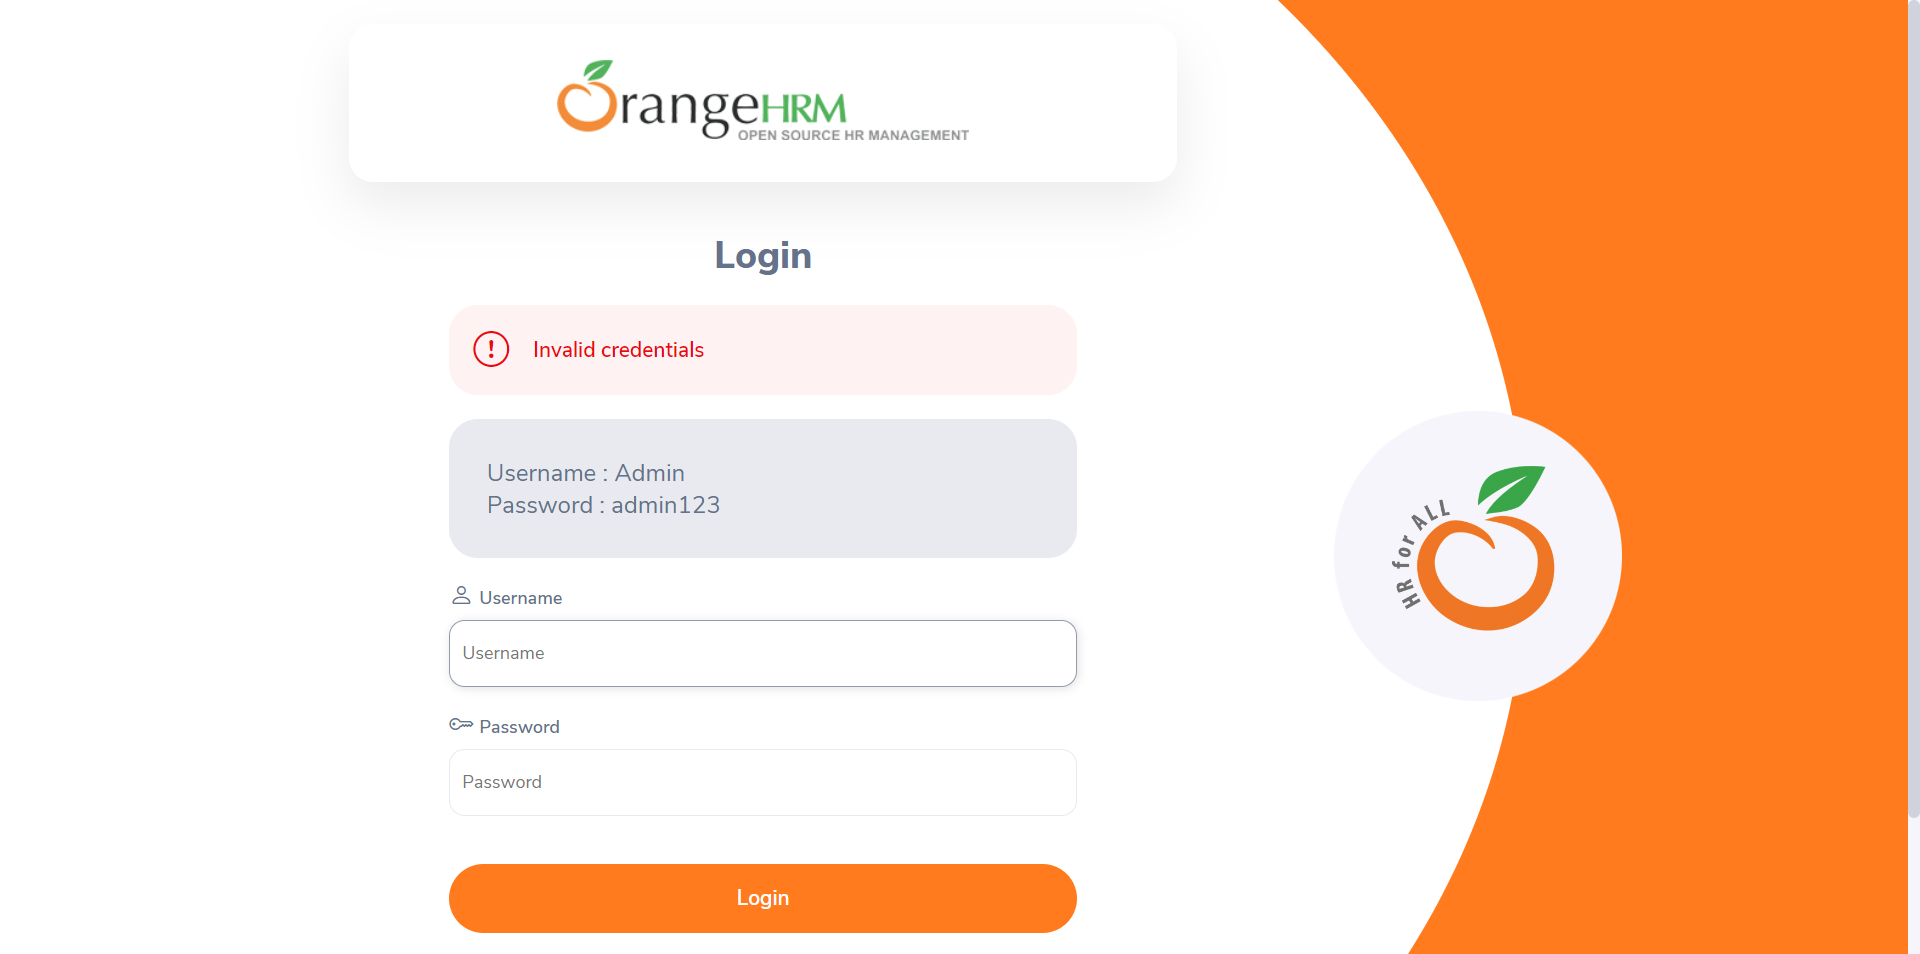 OrangeHRM
OPEN SOURCE HR MANAGEMENT
Login
Invalid credentials
Username : Admin
Password : admin123
Username
Username
Password
Password
Login
HR for ALL